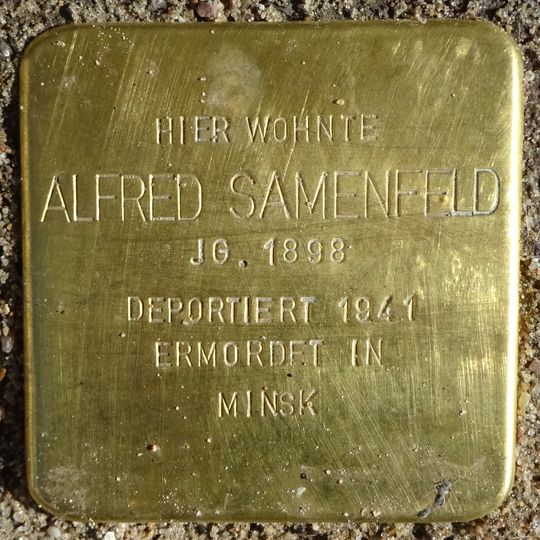 HIER WOHNTE
ALFRED SAMENFELD
JG. 1898
DEPORTIERT 1941
ERMORDET IN
MINSK